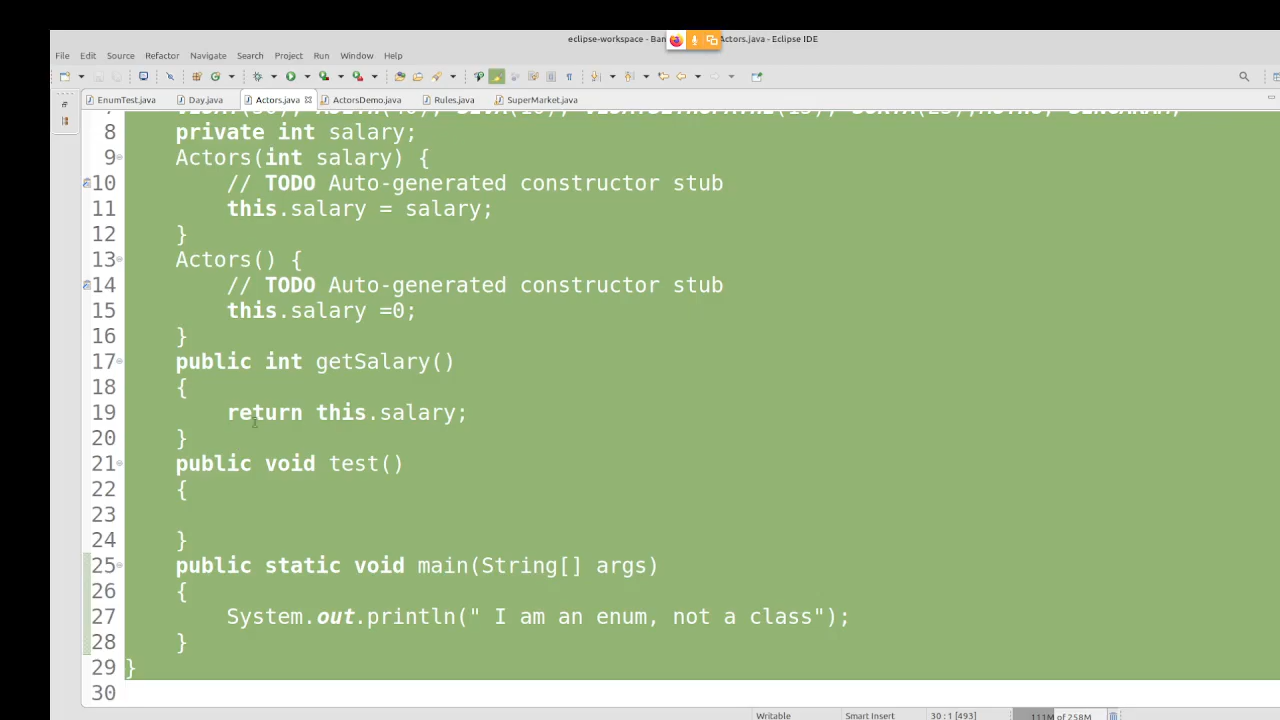 eclipse-workspace - Ban Actors.java - Eclipse IDE
File Edit Source Refactor Navigate Search Project Run Window Help
EnumTest.java Day.java Actors.java ActorsDemo.java Rules.java SuperMarket.java
8 private int salary;
9 Actors(int salary) {
10 // TODO Auto-generated constructor stub
11 this.salary = salary;
12 }
13 Actors() {
14 // TODO Auto-generated constructor stub
15 this.salary =0;
16 }
17 public int getSalary()
18 {
19 return this.salary;
20 }
21 public void test()
22 {
23
24 }
25 public static void main(String[] args)
26 {
27 System.out.println(" I am an enum, not a class");
28 }
29 }
30
Writable Smart Insert 30 : 1 [493] 111M of 258M